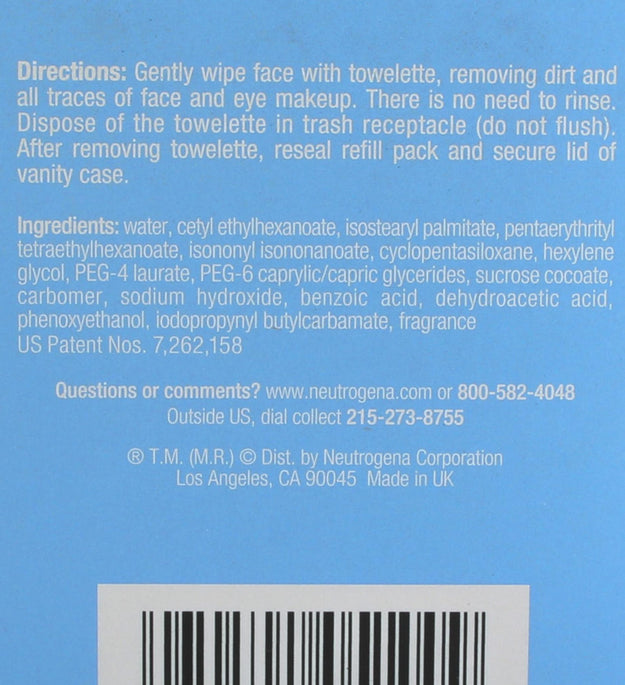 Directions: Gently wipe face with towelette, removing dirt and
all traces of face and eye makeup. There is no need to rinse.
Dispose of the towelette in trash receptacle (do not flush).
After removing towelette, reseal refill pack and secure lid of
vanity case.
Ingredients: water, cetyl ethylhexanoate, isostearyl palmitate, pentaerythrityl
tetraethylhexanoate, isononyl isononanoate, cyclopentasiloxane, hexylene
glycol, PEG-4 laurate, PEG-6 caprylic/capric glycerides, sucrose cocoate,
carbomer, sodium hydroxide, benzoic acid, dehydroacetic acid,
phenoxyethanol, iodopropynyl butylcarbamate, fragrance
US Patent Nos. 7,262,158
Questions or comments? www.neutrogena.com or 800-582-4048
Outside US, dial collect 215-273-8755
® T.M. (M.R.) © Dist. by Neutrogena Corporation
Los Angeles, CA 90045 Made in UK